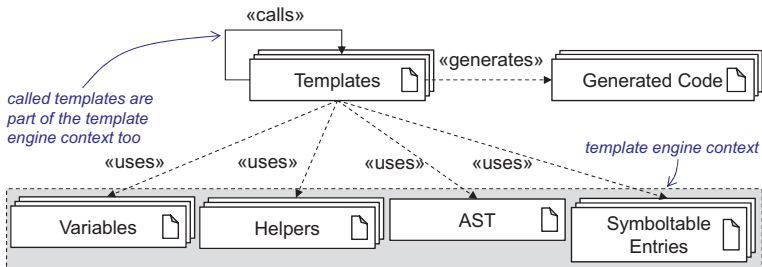 «calls»
Templates
«generates»
Generated Code
called templates are
part of the template
engine context too
«uses»
«uses»
«uses»
«uses»
template engine context
Variables
Helpers
AST
Symboltable
Entries